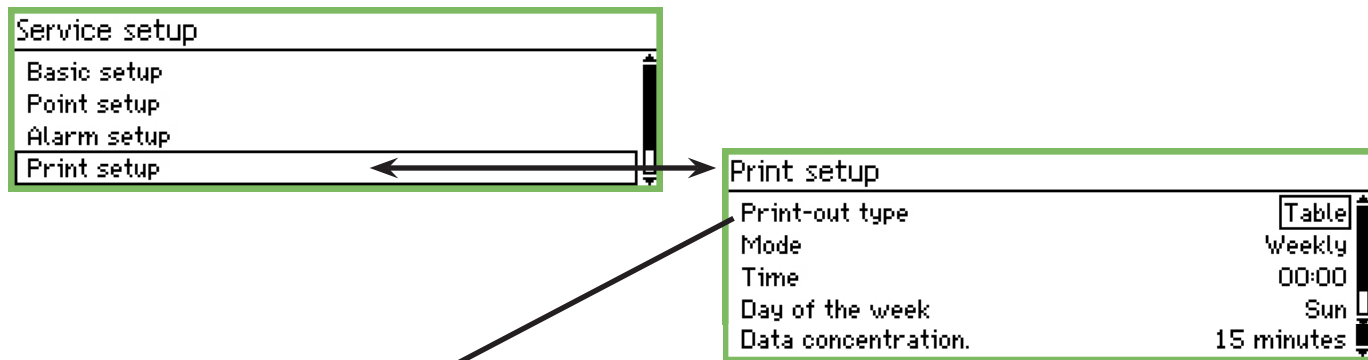 Service setup
Basic setup
Point setup
Alarm setup
Print setup
Print setup
Print-out type Table
Mode Weekly
Time 00:00
Day of the week Sun
Data concentration. 15 minutes